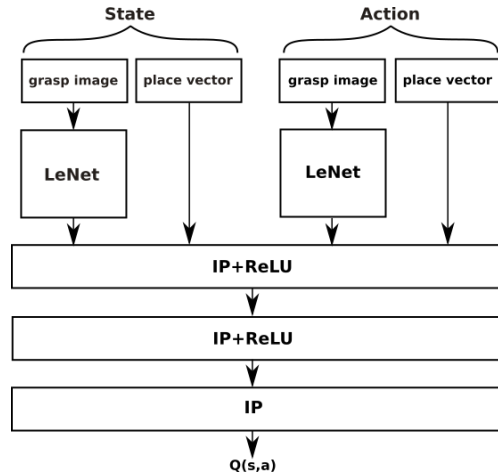 State
Action
grasp image
place vector
grasp image
place vector
LeNet
LeNet
IP+ReLU
IP+ReLU
IP
Q(s,a)